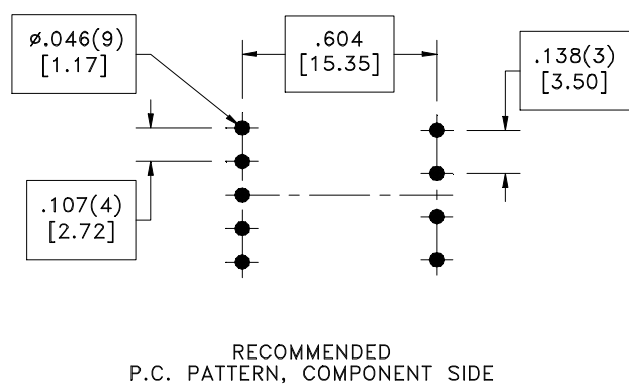 ø.046(9)
[1.17]
.604
[15.35]
.138(3)
[3.50]
.107(4)
[2.72]
RECOMMENDED
P.C. PATTERN, COMPONENT SIDE